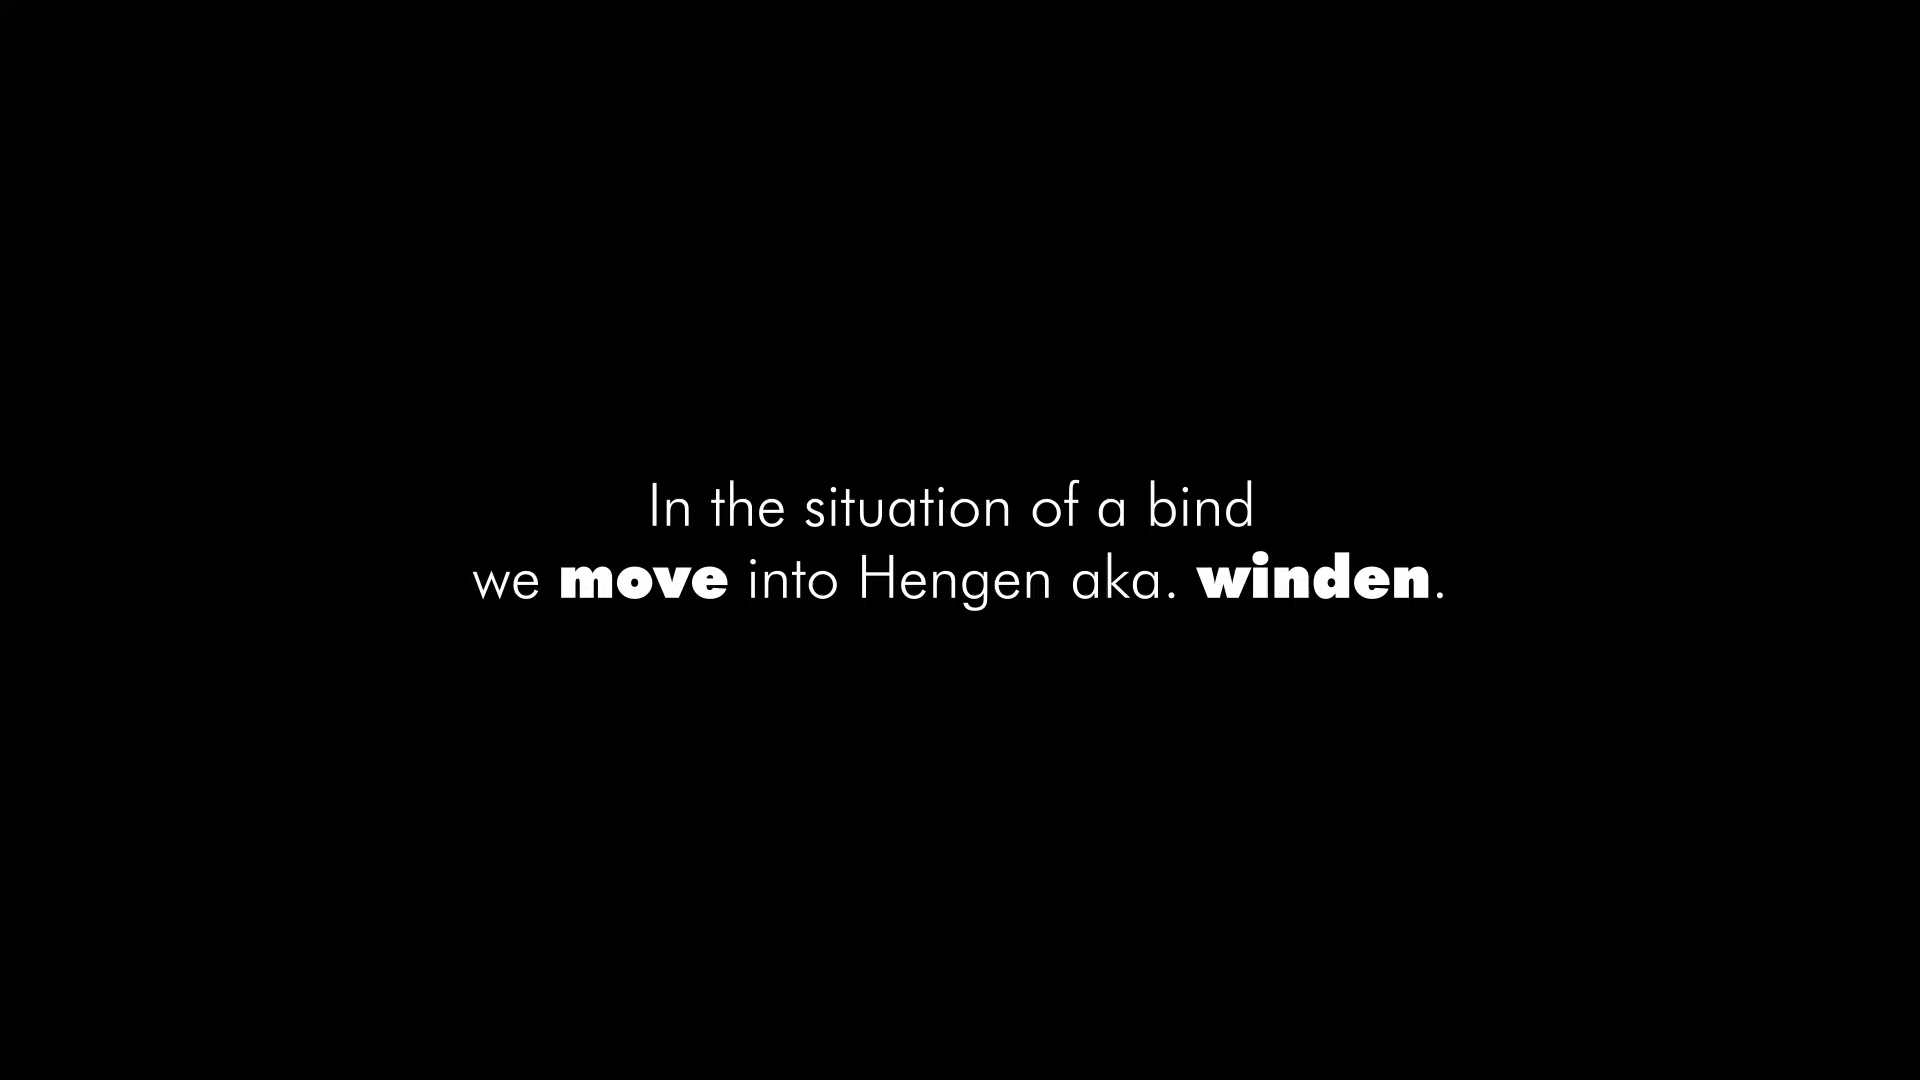 In the situation of a bind
we move into Hengen aka. winden.